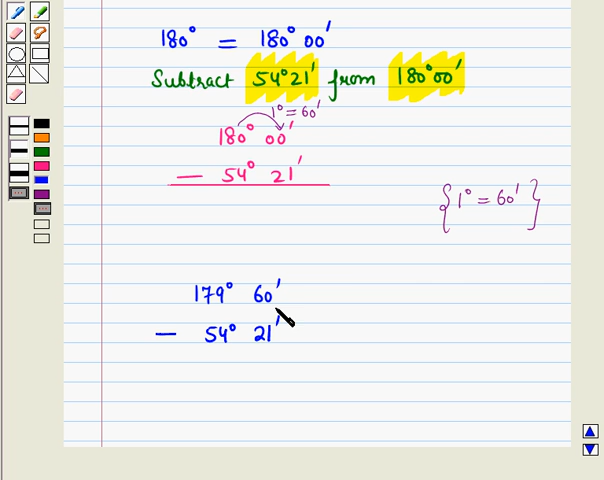 180° = 180° 00'
Subtract 54°21' from 180°00'
1° = 60'
180° 00'
— 54° 21'
{1° = 60'}
179° 60'
— 54° 21'